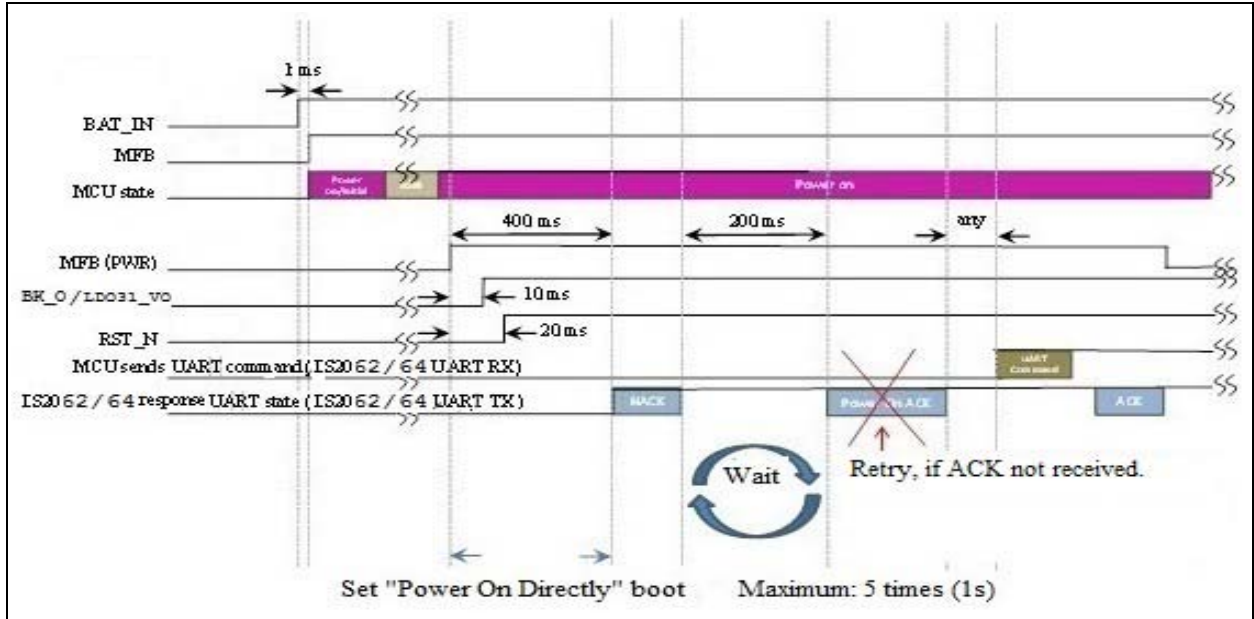 1 ms
BAT_IN
MFB
MCU state
Power on
400 ms
200 ms
any
MFB (PWR)
BK_O / LDO31_VO
10 ms
RST_N
20 ms
MCU sends UART command ( IS2062 / 64 UART RX)
UART Command
IS2062 / 64 response UART state ( IS2062 / 64 UART TX )
NACK
Power On ACK
ACK
Wait
Retry, if ACK not received.
Set "Power On Directly" boot
Maximum: 5 times (1s)